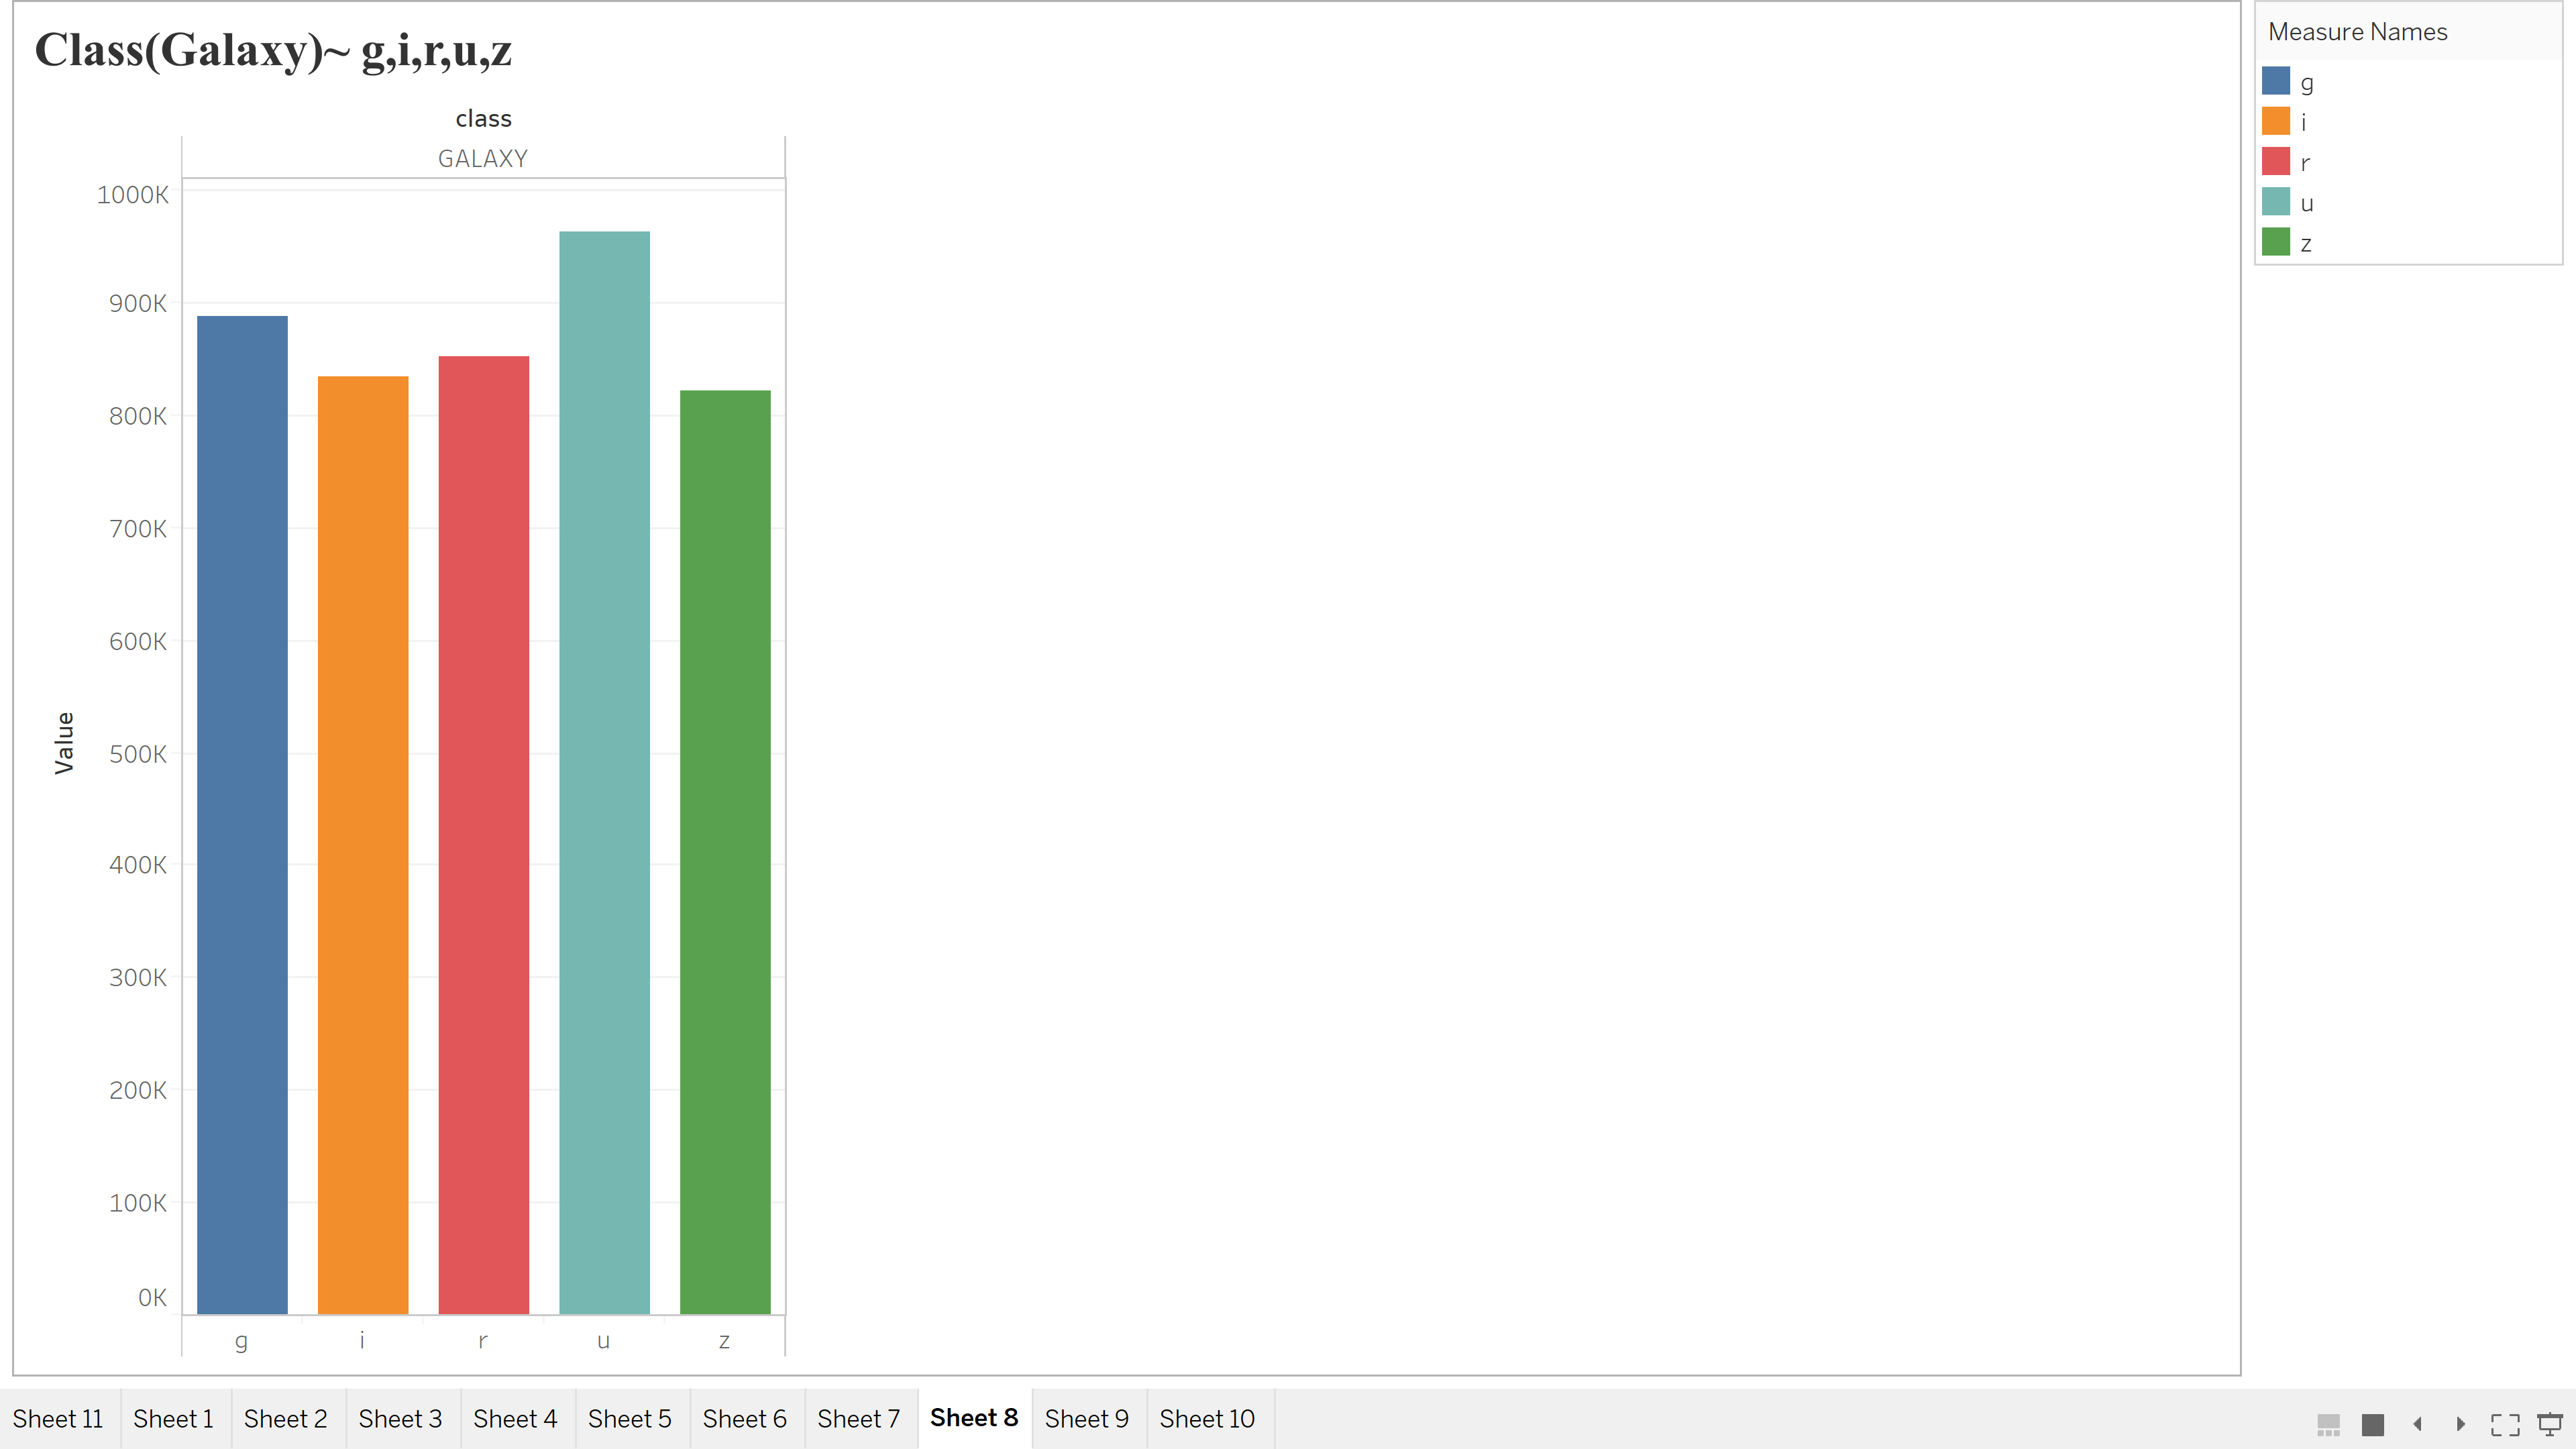 Class(Galaxy)~ g,i,r,u,z
class
GALAXY
1000K
900K
800K
700K
600K
500K
400K
300K
200K
100K
0K
Value
g i r u z
Measure Names
g
i
r
u
z
Sheet 11 Sheet 1 Sheet 2 Sheet 3 Sheet 4 Sheet 5 Sheet 6 Sheet 7 Sheet 8 Sheet 9 Sheet 10